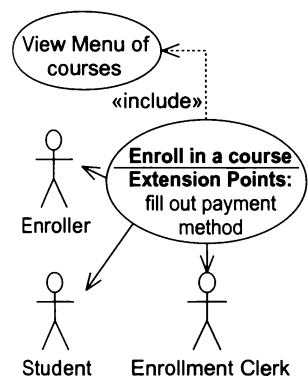 View Menu of
courses
«include»
Enroll in a course
Extension Points:
fill out payment
method
Enroller
Student
Enrollment Clerk